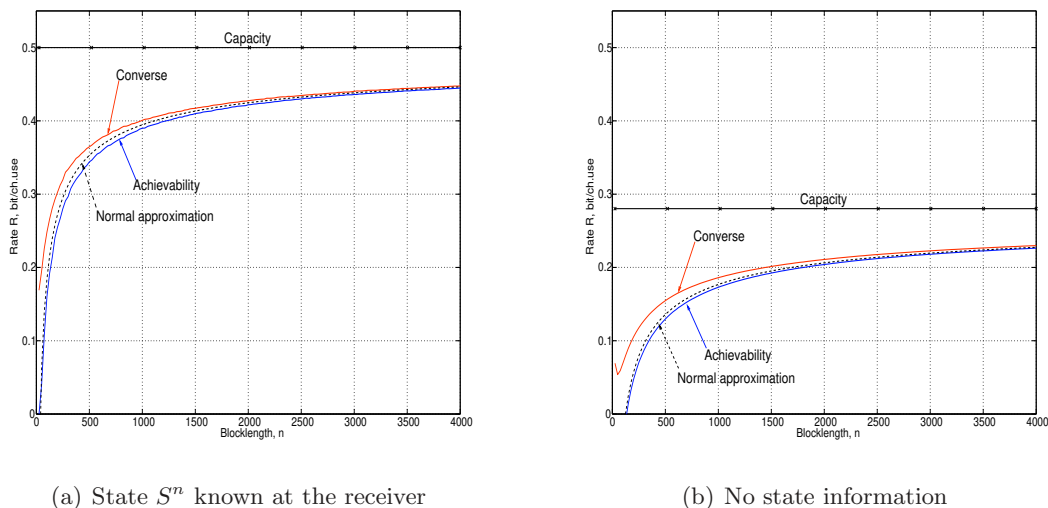 0.5
0.4
0.3
0.2
0.1
0
Rate R, bit/ch.use
Capacity
Converse
Achievability
Normal approximation
0 500 1000 1500 2000 2500 3000 3500 4000
Blocklength, n
(a) State Sⁿ known at the receiver
0.5
0.4
0.3
0.2
0.1
0
Rate R, bit/ch.use
Capacity
Converse
Achievability
Normal approximation
0 500 1000 1500 2000 2500 3000 3500 4000
Blocklength, n
(b) No state information